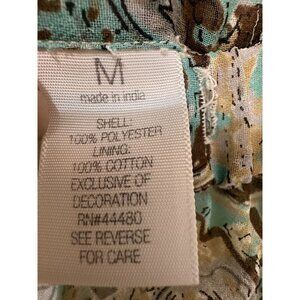 M
made in india
SHELL:
100% POLYESTER
LINING:
100% COTTON
EXCLUSIVE OF
DECORATION
RN#44480
SEE REVERSE
FOR CARE